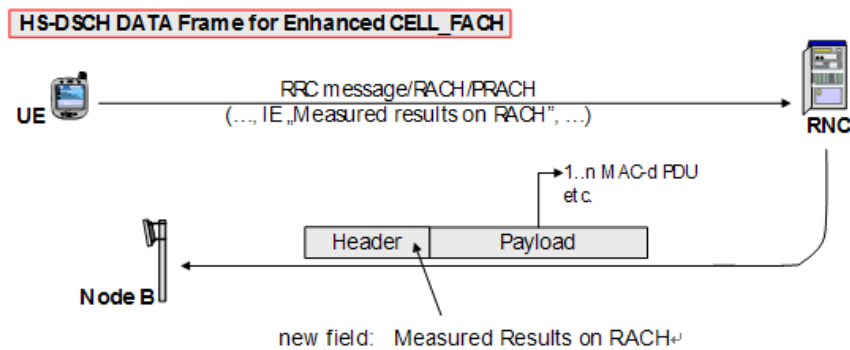 HS-DSCH DATA Frame for Enhanced CELL_FACH
UE
RRC message/RACH/PRACH
(…, IE „Measured results on RACH”, …)
RNC
1..n MAC-d PDU
etc.
Header
Payload
Node B
new field: Measured Results on RACH↵